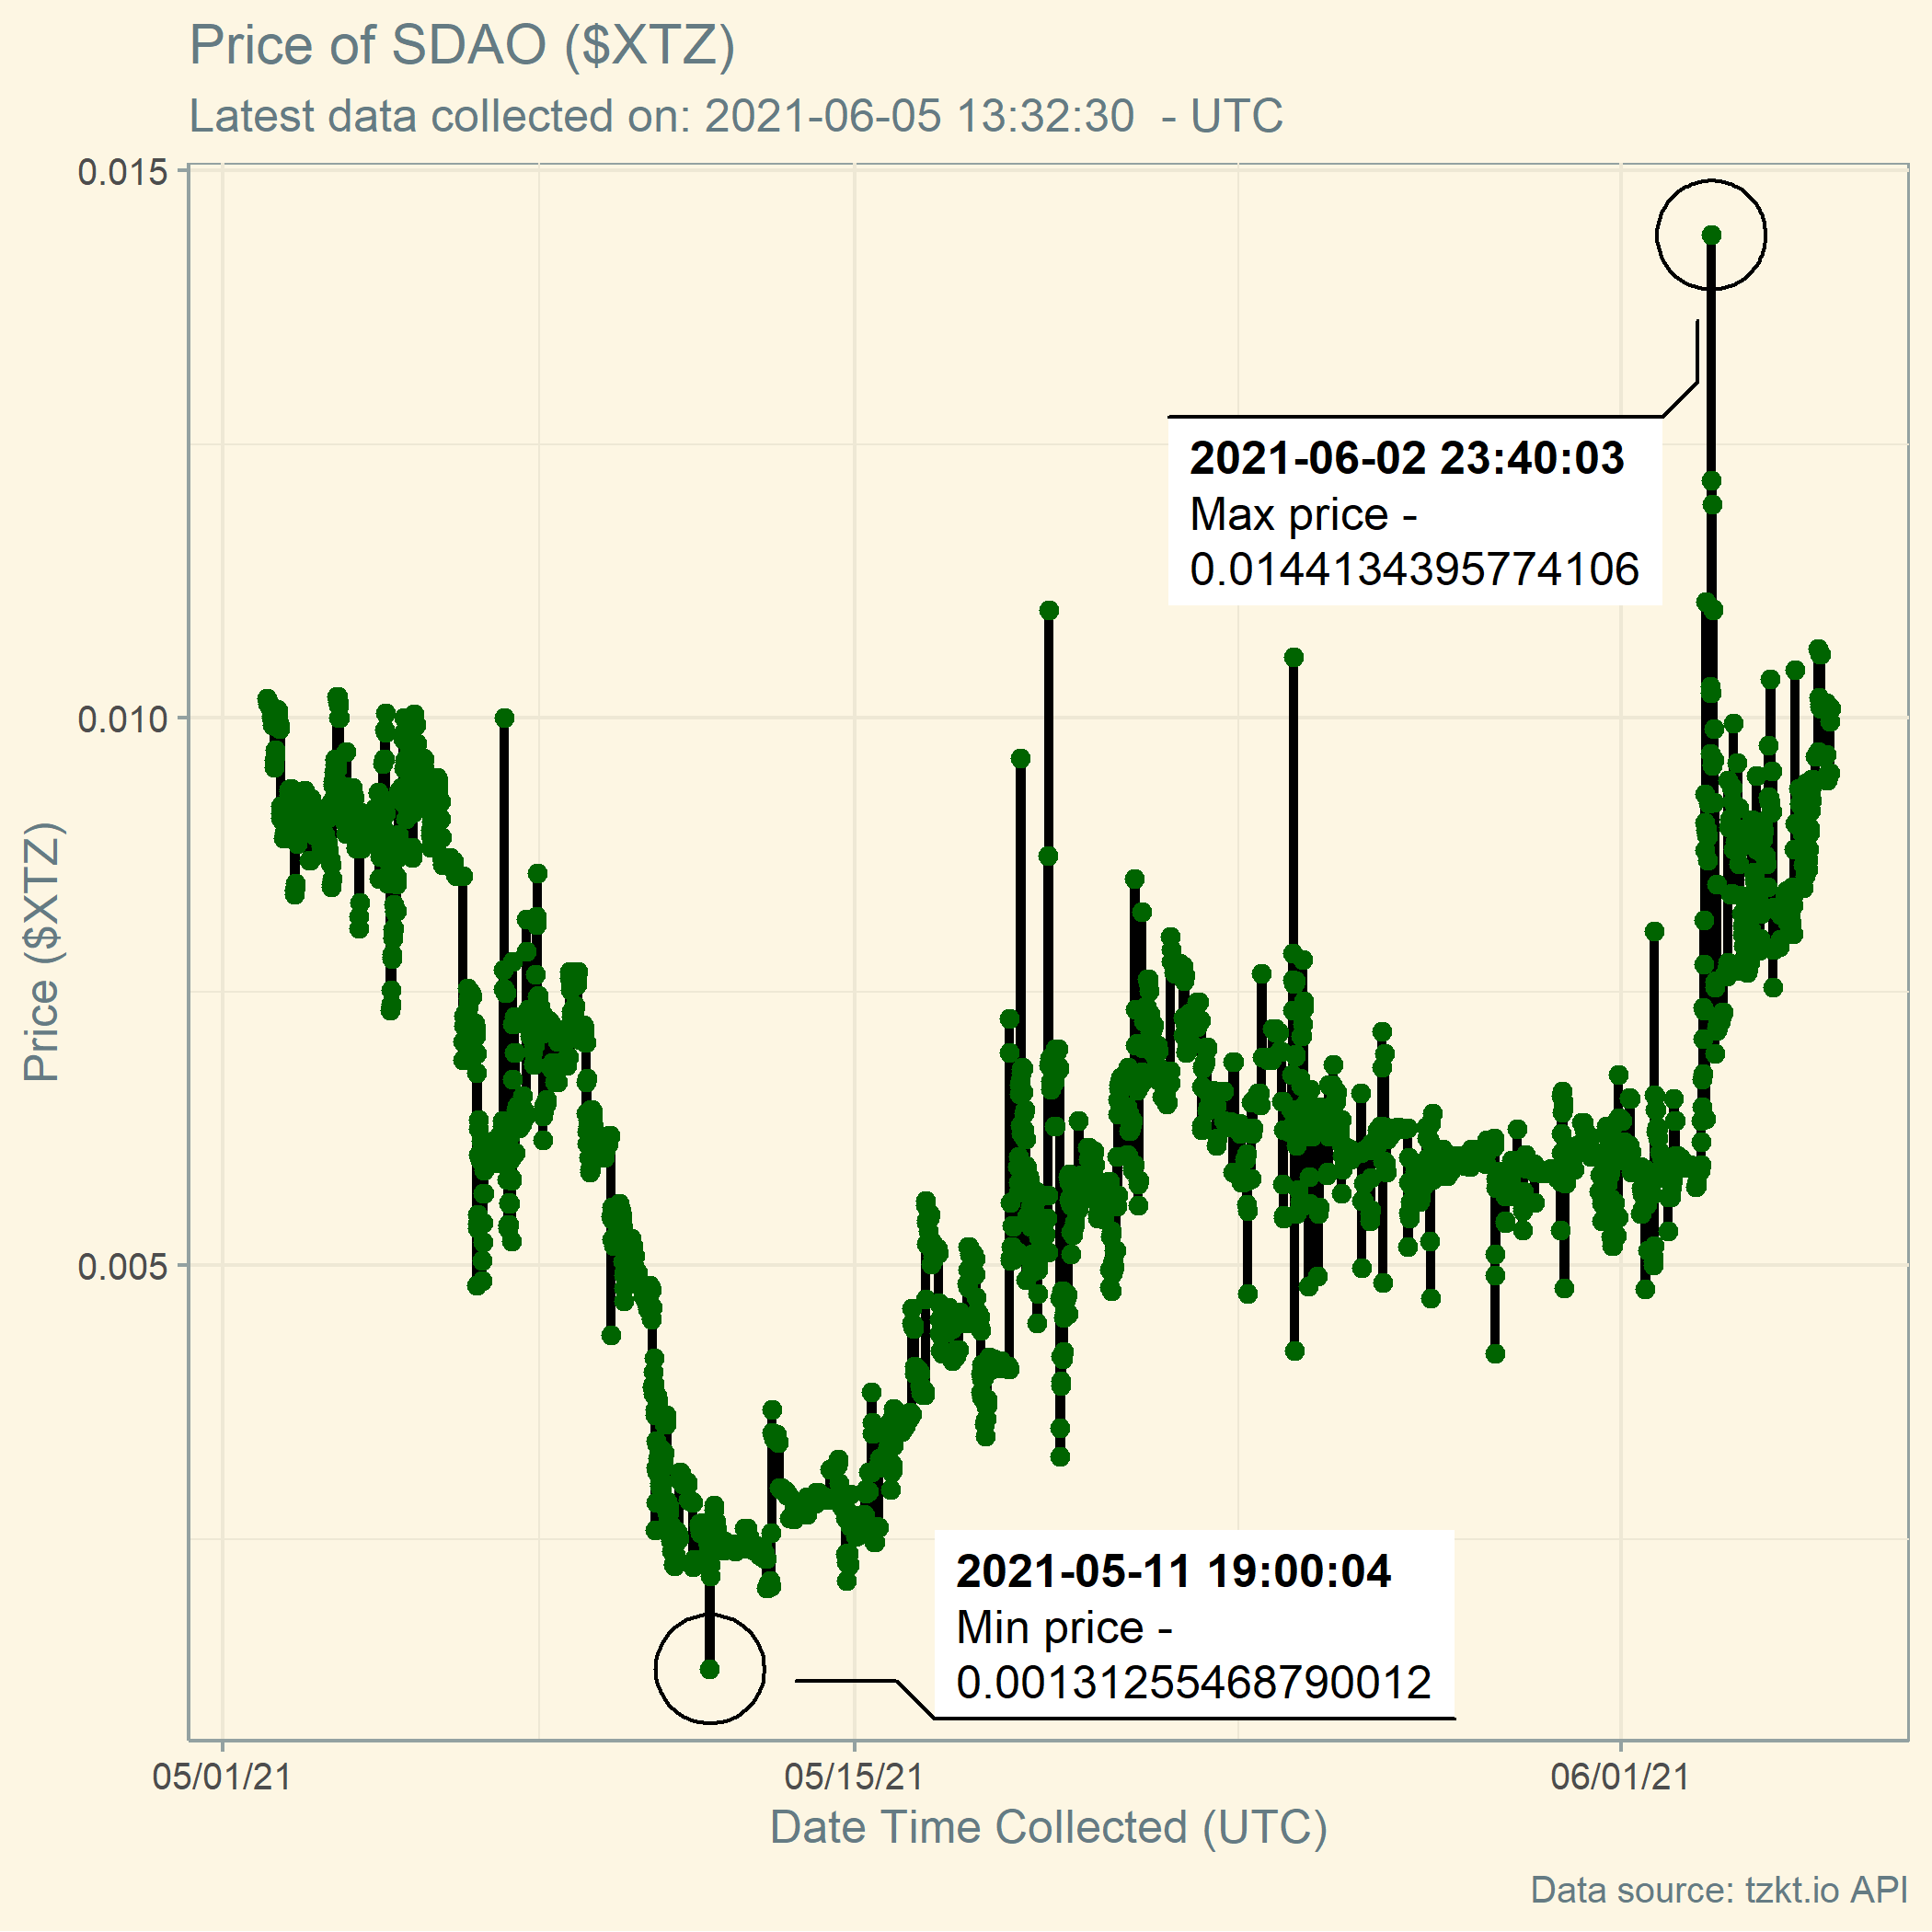 Price of SDAO ($XTZ)
Latest data collected on: 2021-06-05 13:32:30  - UTC
0.015
0.010
0.005
Price ($XTZ)
2021-06-02 23:40:03
Max price -
0.0144134395774106
2021-05-11 19:00:04
Min price -
0.00131255468790012
05/01/21
05/15/21
06/01/21
Date Time Collected (UTC)
Data source: tzkt.io API